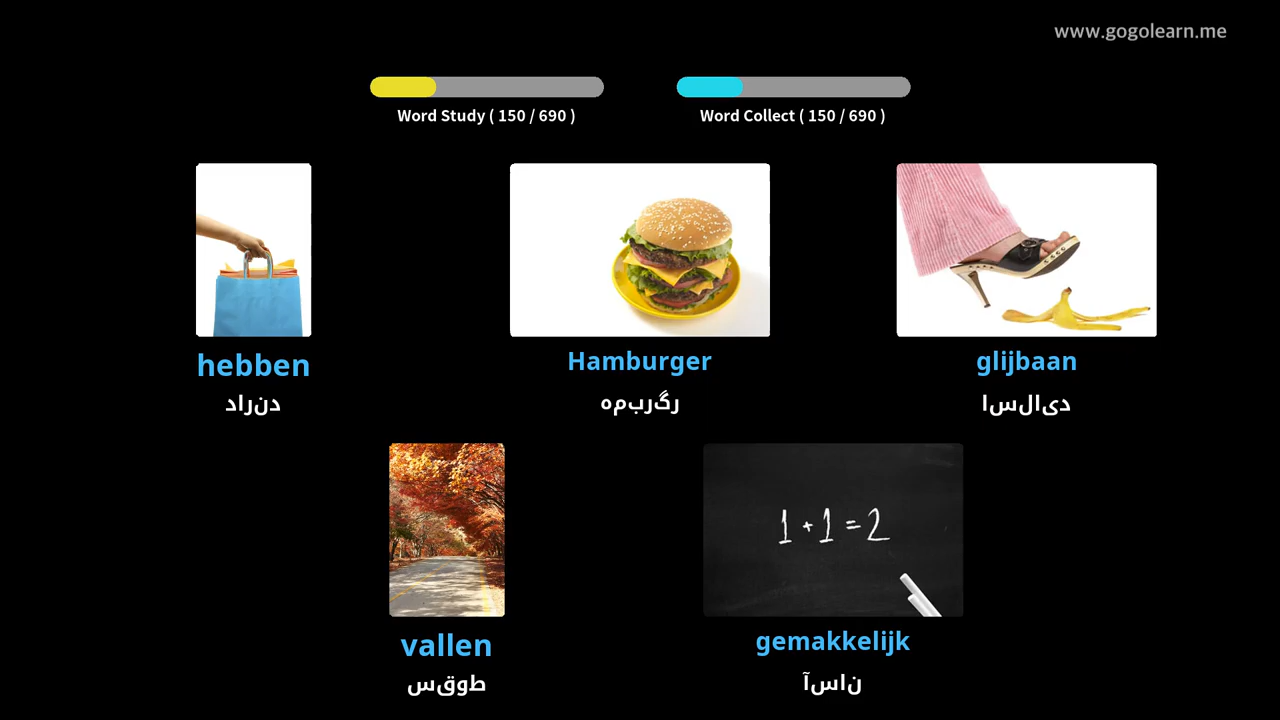 www.gogolearn.me
Word Study ( 150 / 690 )
Word Collect ( 150 / 690 )
hebben
دنراد
Hamburger
رگربمه
glijbaan
دیالسا
vallen
طوقس
1 + 1 = 2
gemakkelijk
ناسآ